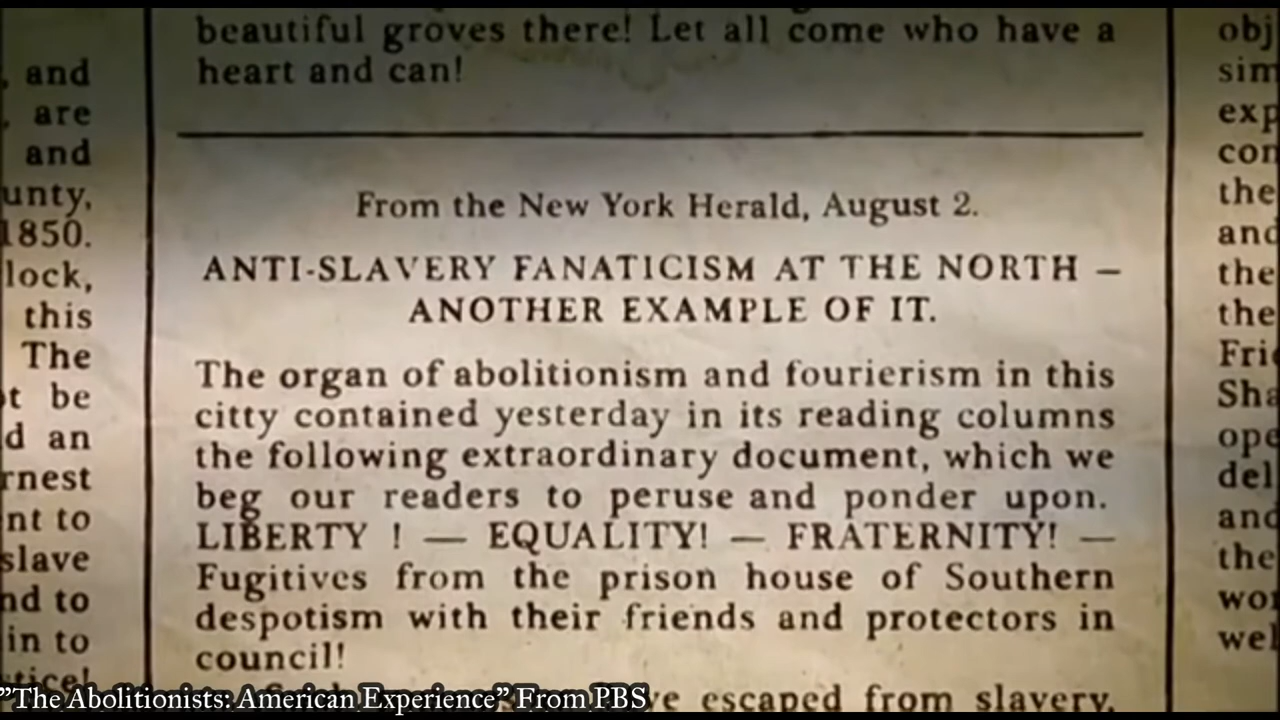 , and
, are
and
unty,
1850.
lock,
this
The
t be
d an
rnest
nt to
slave
nd to
in to
tice!
beautiful groves there! Let all come who have a
heart and can!
From the New York Herald, August 2.
ANTI-SLAVERY FANATICISM AT THE NORTH –
ANOTHER EXAMPLE OF IT.
The organ of abolitionism and fourierism in this
citty contained yesterday in its reading columns
the following extraordinary document, which we
beg our readers to peruse and ponder upon.
LIBERTY ! — EQUALITY! — FRATERNITY! —
Fugitives from the prison house of Southern
despotism with their friends and protectors in
council!
escaped from slavery,
obj
sim
exp
con
the
and
the
the
Fri
Sha
ope
del
and
the
wor
wel
"The Abolitionists: American Experience" From PBS